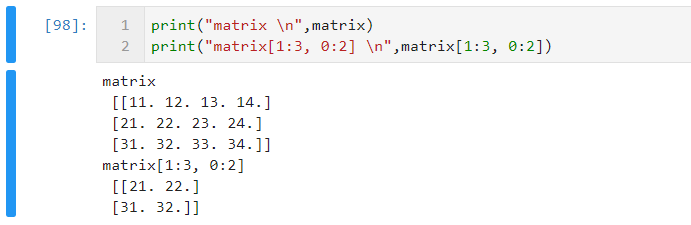 [98]: 1 print("matrix \n",matrix)
2 print("matrix[1:3, 0:2] \n",matrix[1:3, 0:2])
matrix
[[11. 12. 13. 14.]
[21. 22. 23. 24.]
[31. 32. 33. 34.]]
matrix[1:3, 0:2]
[[21. 22.]
[31. 32.]]